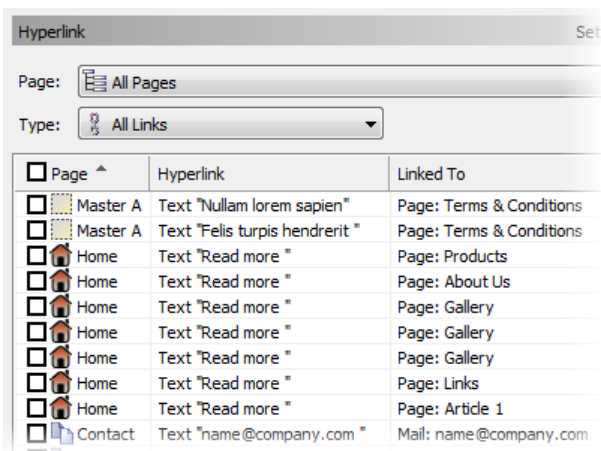 Hyperlink Set
Page: All Pages
Type: All Links
Page Hyperlink Linked To
Master A Text "Nullam lorem sapien" Page: Terms & Conditions
Master A Text "Felis turpis hendrerit " Page: Terms & Conditions
Home Text "Read more " Page: Products
Home Text "Read more " Page: About Us
Home Text "Read more " Page: Gallery
Home Text "Read more " Page: Gallery
Home Text "Read more " Page: Gallery
Home Text "Read more " Page: Links
Home Text "Read more " Page: Article 1
Contact Text "name@company.com " Mail: name@company.com